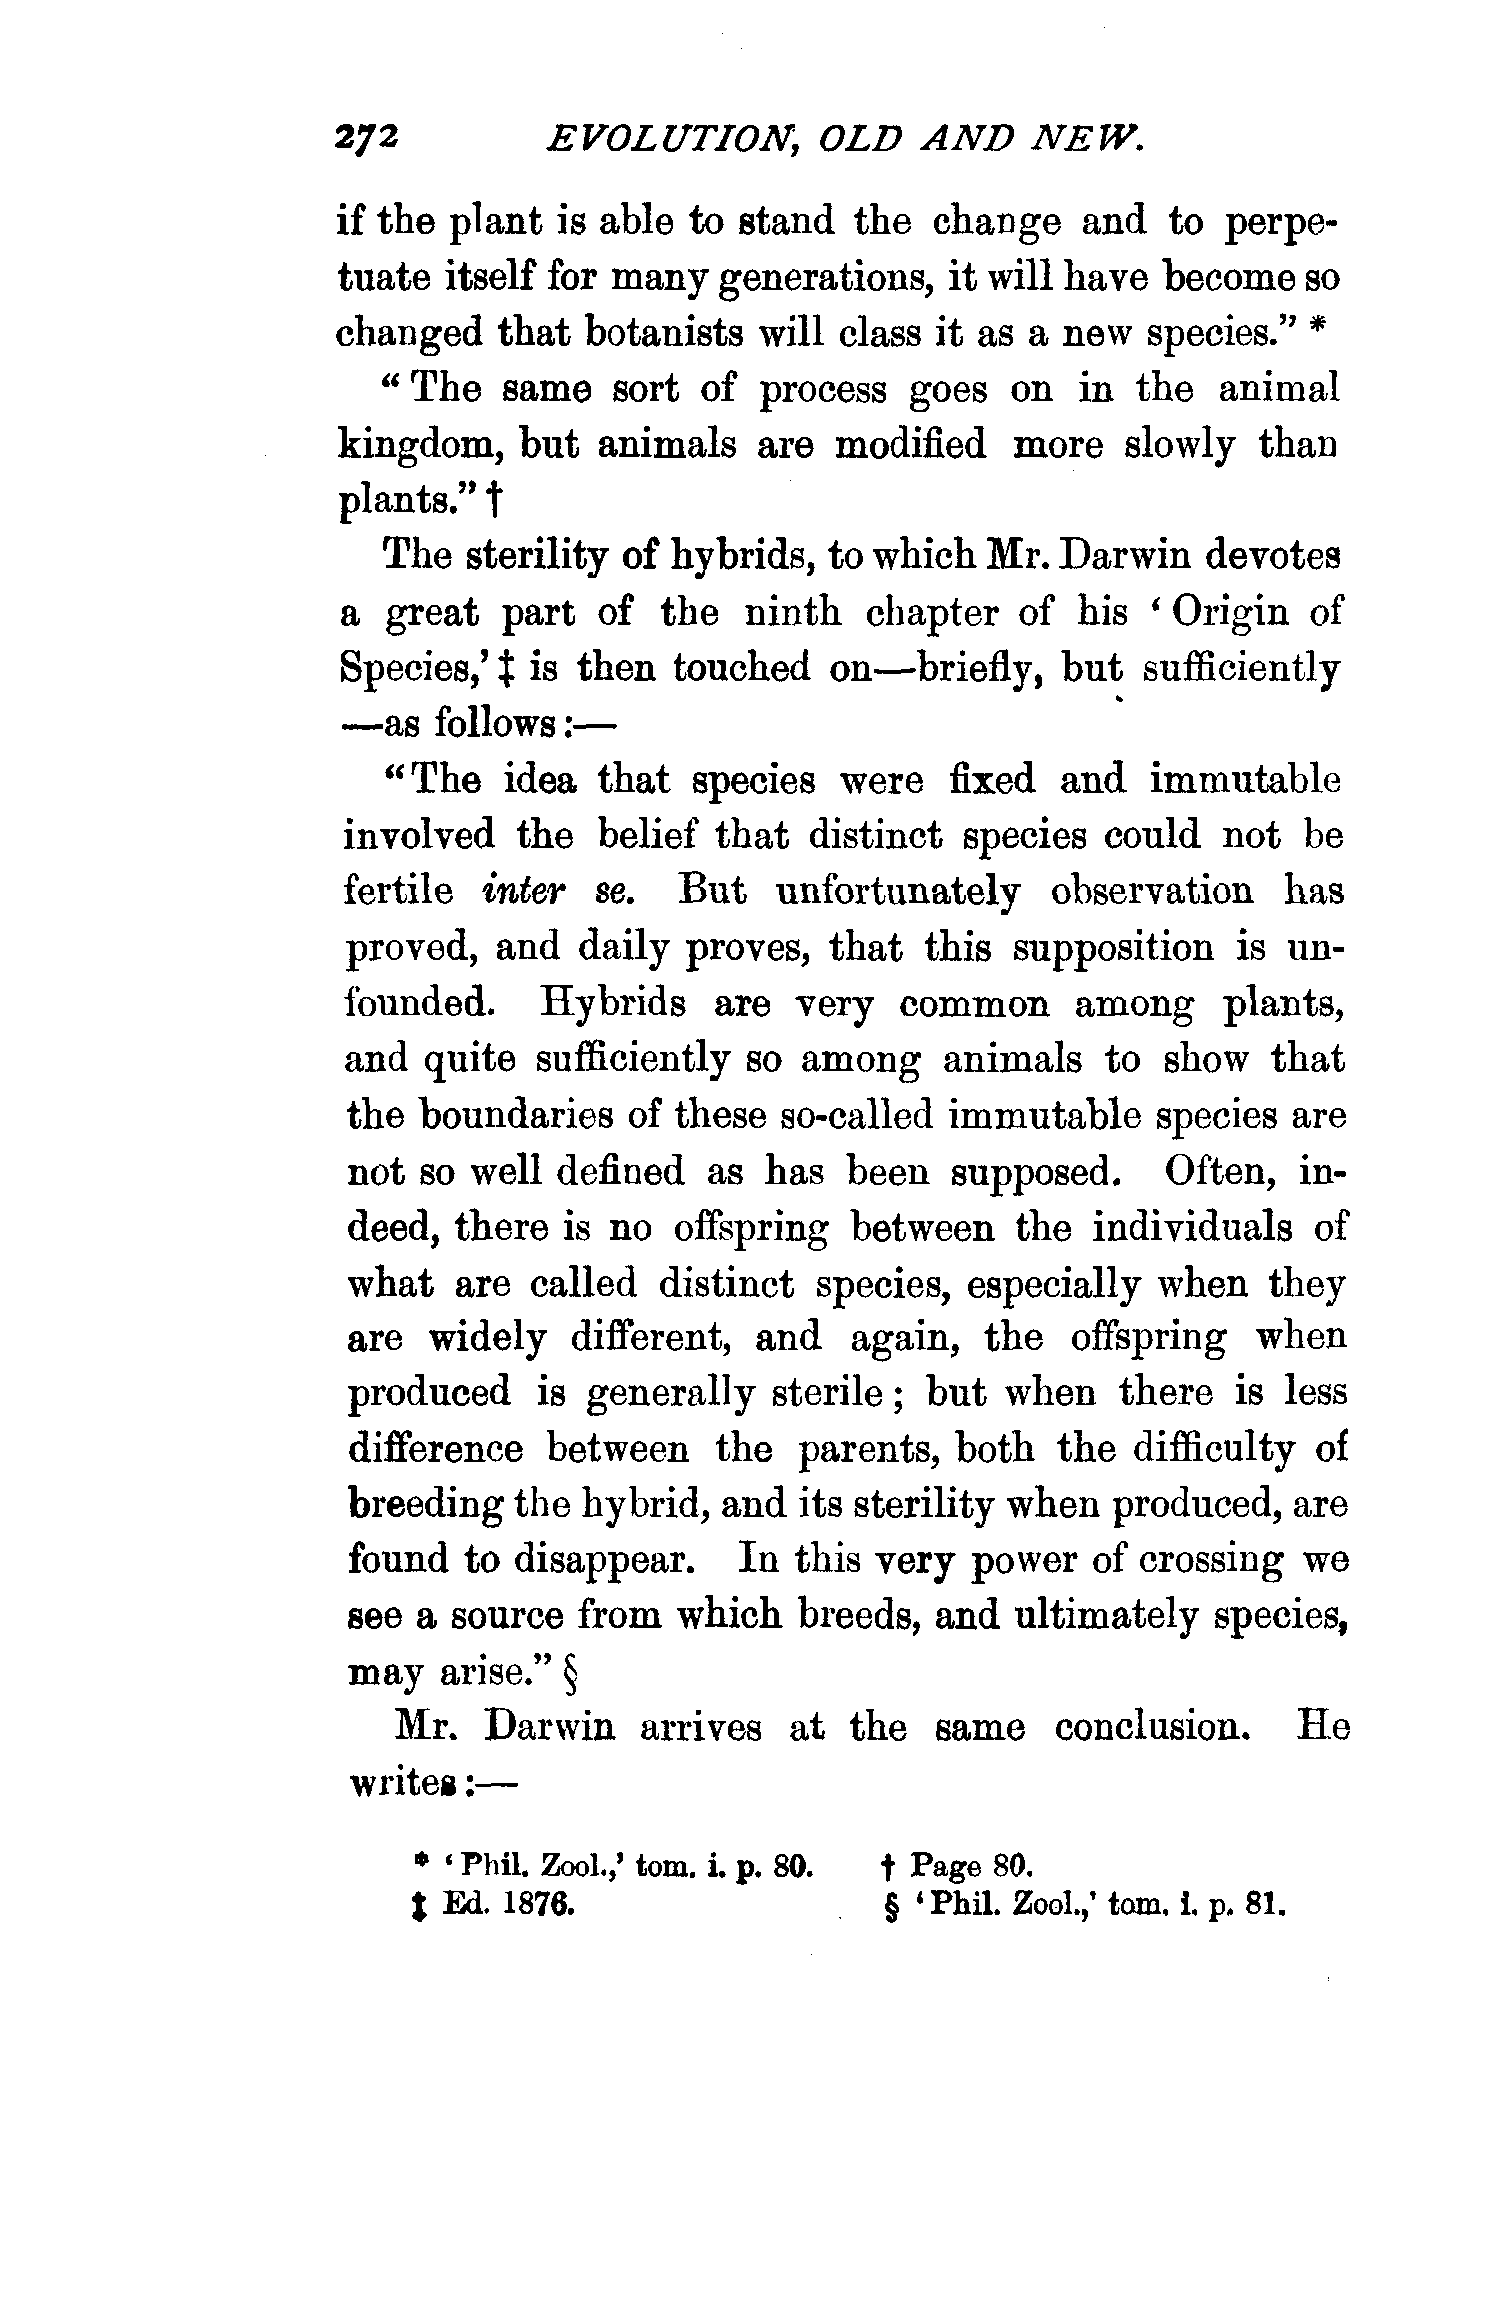 272 EVOLUTION, OLD AND NEW.
if the plant is able to stand the change and to perpe-
tuate itself for many generations, it will have become so
changed that botanists will class it as a new species.” *
“ The same sort of process goes on in the animal
kingdom, but animals are modified more slowly than
plants.” †
The sterility of hybrids, to which Mr. Darwin devotes
a great part of the ninth chapter of his ‘ Origin of
Species,’ ‡ is then touched on—briefly, but sufficiently
—as follows :—
“The idea that species were fixed and immutable
involved the belief that distinct species could not be
fertile inter se. But unfortunately observation has
proved, and daily proves, that this supposition is un-
founded. Hybrids are very common among plants,
and quite sufficiently so among animals to show that
the boundaries of these so-called immutable species are
not so well defined as has been supposed. Often, in-
deed, there is no offspring between the individuals of
what are called distinct species, especially when they
are widely different, and again, the offspring when
produced is generally sterile ; but when there is less
difference between the parents, both the difficulty of
breeding the hybrid, and its sterility when produced, are
found to disappear. In this very power of crossing we
see a source from which breeds, and ultimately species,
may arise.” §
Mr. Darwin arrives at the same conclusion. He
writes :—
* ‘ Phil. Zool.,’ tom. i. p. 80. † Page 80.
‡ Ed. 1876. § ‘ Phil. Zool.,’ tom. i. p. 81.